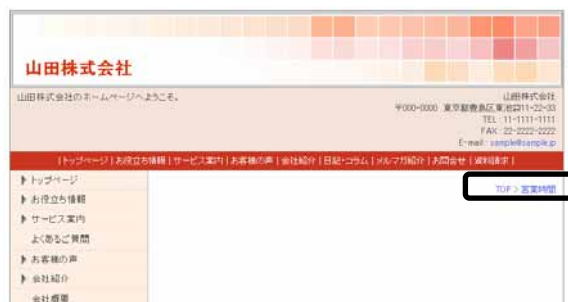 山田株式会社
山田株式会社のホームページへようこそ。
山田株式会社
〒000-0000 東京都豊島区東池袋11-22-33
TEL : 11-1111-1111
FAX : 22-2222-2222
E-mail : sample@sample.jp
| トップページ | お役立ち情報 | サービス案内 | お客様の声 | 会社紹介 | 日記・コラム | メルマガ紹介 | お問合せ | 資料請求 |
トップページ
TOP > 営業時間
お役立ち情報
サービス案内
よくあるご質問
お客様の声
会社紹介
会社概要